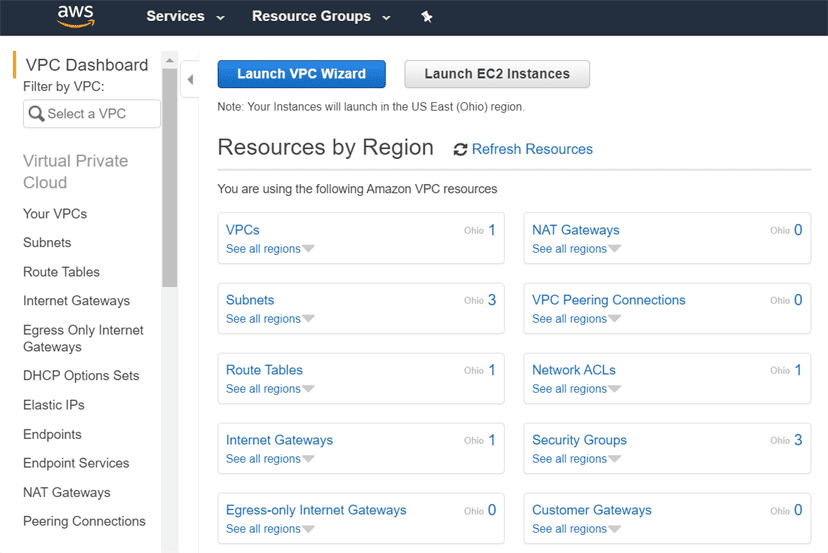 aws
Services
Resource Groups
VPC Dashboard
Filter by VPC:
Select a VPC
Virtual Private
Cloud
Your VPCs
Subnets
Route Tables
Internet Gateways
Egress Only Internet
Gateways
DHCP Options Sets
Elastic IPs
Endpoints
Endpoint Services
NAT Gateways
Peering Connections
Launch VPC Wizard
Launch EC2 Instances
Note: Your Instances will launch in the US East (Ohio) region.
Resources by Region
Refresh Resources
You are using the following Amazon VPC resources
VPCs Ohio 1
See all regions
NAT Gateways Ohio 0
See all regions
Subnets Ohio 3
See all regions
VPC Peering Connections Ohio 0
See all regions
Route Tables Ohio 1
See all regions
Network ACLs Ohio 1
See all regions
Internet Gateways Ohio 1
See all regions
Security Groups Ohio 3
See all regions
Egress-only Internet Gateways Ohio 0
See all regions
Customer Gateways Ohio 0
See all regions